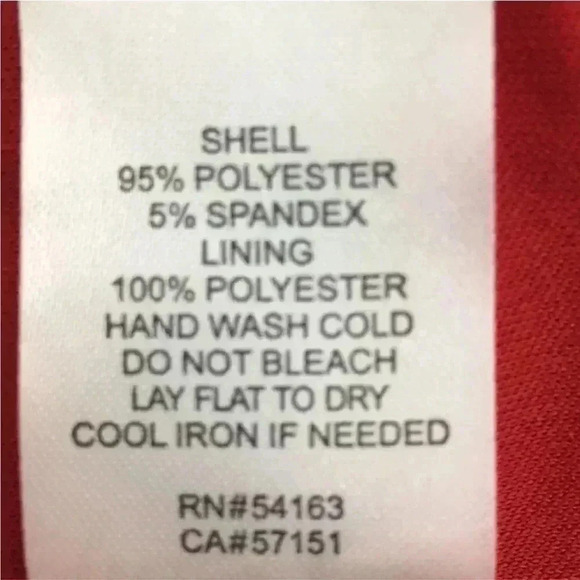 SHELL
95% POLYESTER
5% SPANDEX
LINING
100% POLYESTER
HAND WASH COLD
DO NOT BLEACH
LAY FLAT TO DRY
COOL IRON IF NEEDED
RN#54163
CA#57151